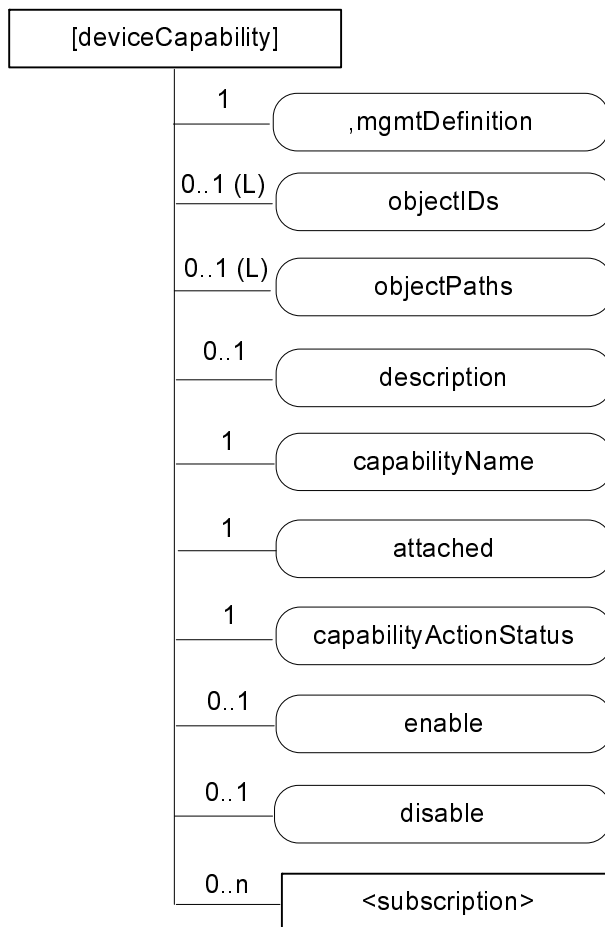 [deviceCapability]
1
,mgmtDefinition
0..1 (L)
objectIDs
0..1 (L)
objectPaths
0..1
description
1
capabilityName
1
attached
1
capabilityActionStatus
0..1
enable
0..1
disable
0..n
<subscription>